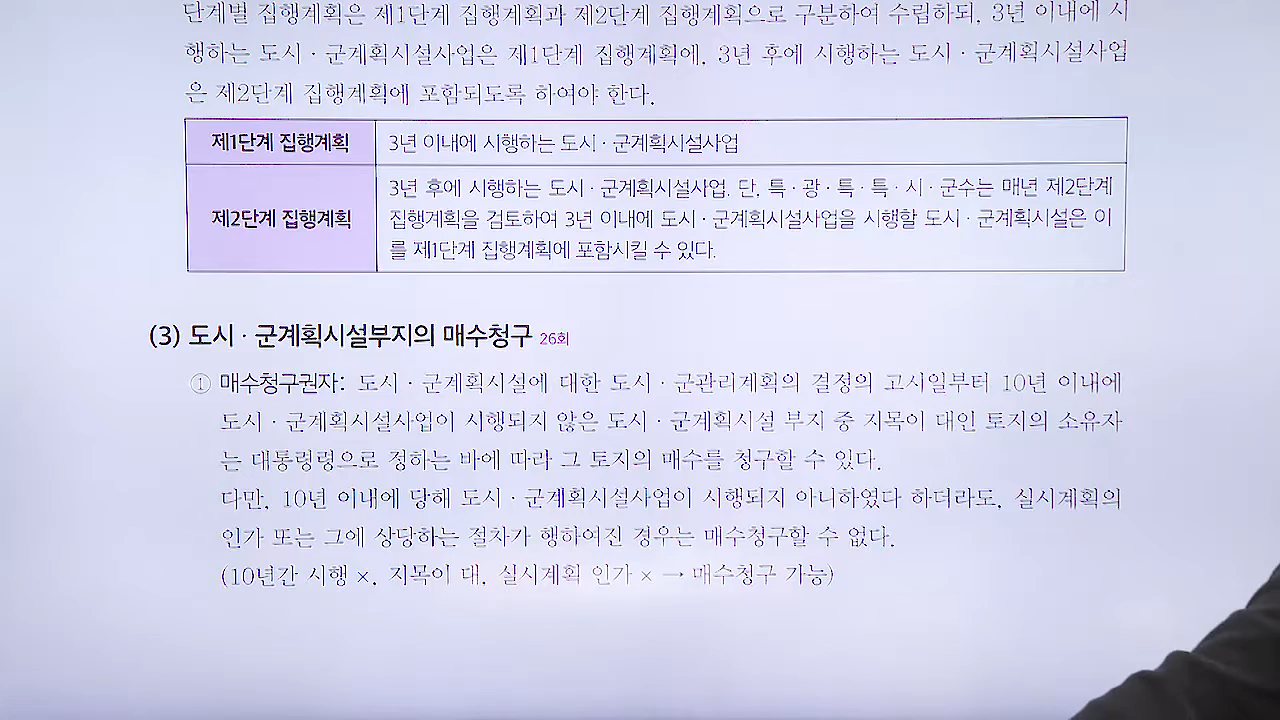 단계별 집행계획은 제1단계 집행계획과 제2단계 집행계획으로 구분하여 수립하되, 3년 이내에 시
행하는 도시 · 군계획시설사업은 제1단계 집행계획에, 3년 후에 시행하는 도시 · 군계획시설사업
은 제2단계 집행계획에 포함되도록 하여야 한다.
제1단계 집행계획
3년 이내에 시행하는 도시 · 군계획시설사업
제2단계 집행계획
3년 후에 시행하는 도시 · 군계획시설사업. 단, 특 · 광 · 특 · 특 · 시 · 군수는 매년 제2단계
집행계획을 검토하여 3년 이내에 도시 · 군계획시설사업을 시행할 도시 · 군계획시설은 이
를 제1단계 집행계획에 포함시킬 수 있다.
(3) 도시 · 군계획시설부지의 매수청구 26회
① 매수청구권자: 도시 · 군계획시설에 대한 도시 · 군관리계획의 결정의 고시일부터 10년 이내에
도시 · 군계획시설사업이 시행되지 않은 도시 · 군계획시설 부지 중 지목이 대인 토지의 소유자
는 대통령령으로 정하는 바에 따라 그 토지의 매수를 청구할 수 있다.
다만, 10년 이내에 당해 도시 · 군계획시설사업이 시행되지 아니하였다 하더라도, 실시계획의
인가 또는 그에 상당하는 절차가 행하여진 경우는 매수청구할 수 없다.
(10년간 시행 ×, 지목이 대, 실시계획 인가 × → 매수청구 가능)